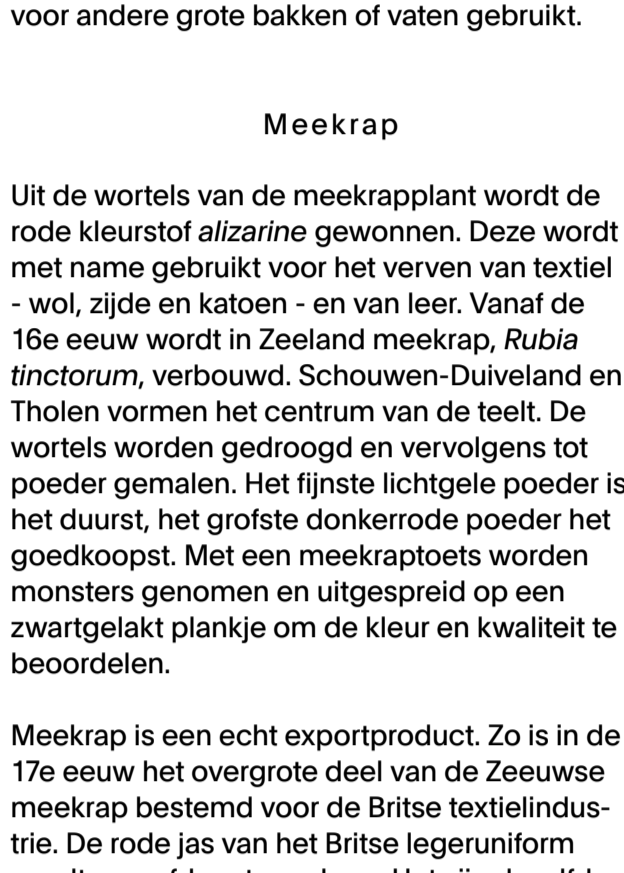 voor andere grote bakken of vaten gebruikt.
Meekrap
Uit de wortels van de meekrapplant wordt de
rode kleurstof alizarine gewonnen. Deze wordt
met name gebruikt voor het verven van textiel
- wol, zijde en katoen - en van leer. Vanaf de
16e eeuw wordt in Zeeland meekrap, Rubia
tinctorum, verbouwd. Schouwen-Duiveland en
Tholen vormen het centrum van de teelt. De
wortels worden gedroogd en vervolgens tot
poeder gemalen. Het fijnste lichtgele poeder is
het duurst, het grofste donkerrode poeder het
goedkoopst. Met een meekraptoets worden
monsters genomen en uitgespreid op een
zwartgelakt plankje om de kleur en kwaliteit te
beoordelen.
Meekrap is een echt exportproduct. Zo is in de
17e eeuw het overgrote deel van de Zeeuwse
meekrap bestemd voor de Britse textielindus-
trie. De rode jas van het Britse legeruniform